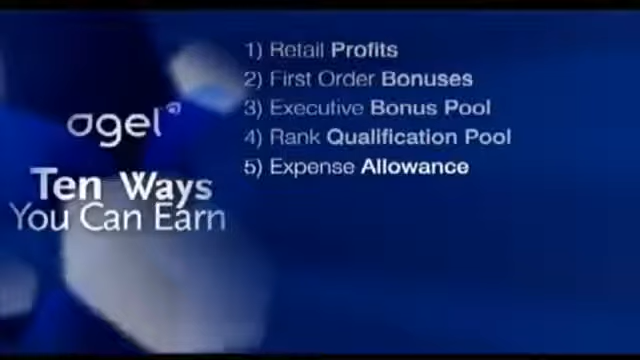 agel
Ten Ways
You Can Earn
1) Retail Profits
2) First Order Bonuses
3) Executive Bonus Pool
4) Rank Qualification Pool
5) Expense Allowance